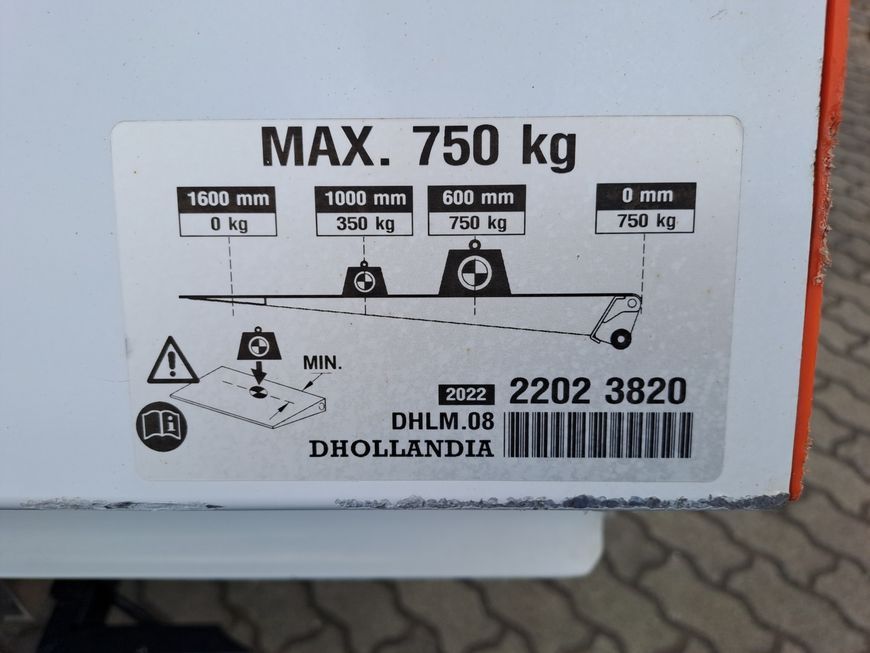 MAX. 750 kg
1600 mm
0 kg
1000 mm
350 kg
600 mm
750 kg
0 mm
750 kg
MIN.
2022 2202 3820
DHLM.08
DHOLLANDIA